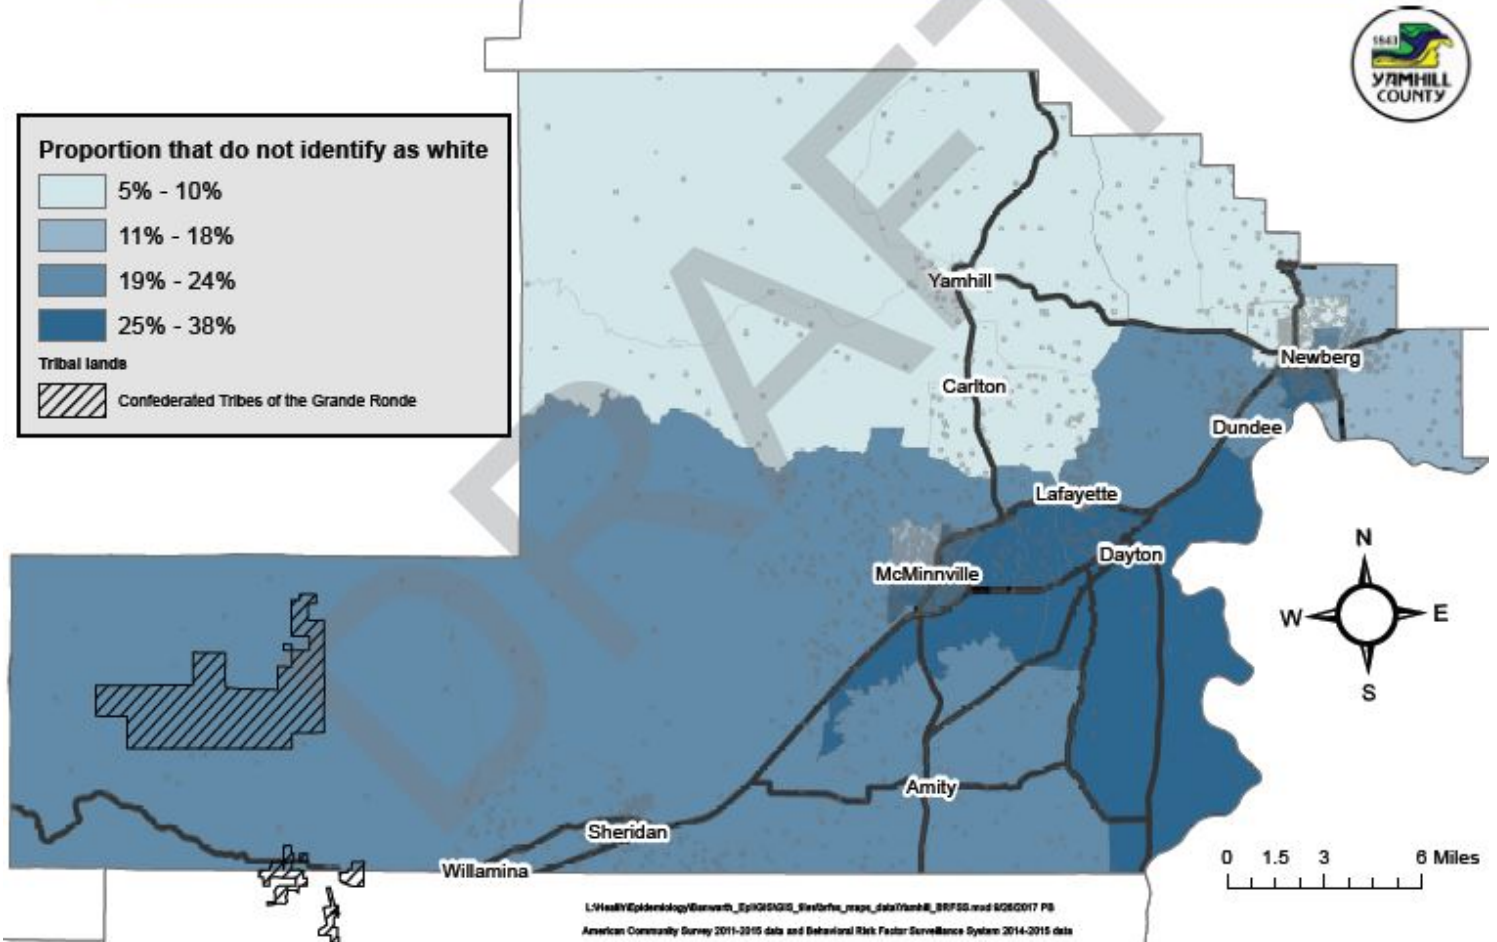 1843
YAMHILL
COUNTY
Proportion that do not identify as white
5% - 10%
11% - 18%
19% - 24%
25% - 38%
Tribal lands
Confederated Tribes of the Grande Ronde
DRAFT
Yamhill
Newberg
Carlton
Dundee
Lafayette
Dayton
McMinnville
Amity
Sheridan
Willamina
N
W
E
S
0 1.5 3 6 Miles
American Community Survey 2011-2015 data and Behavioral Risk Factor Surveillance System 2014-2015 data